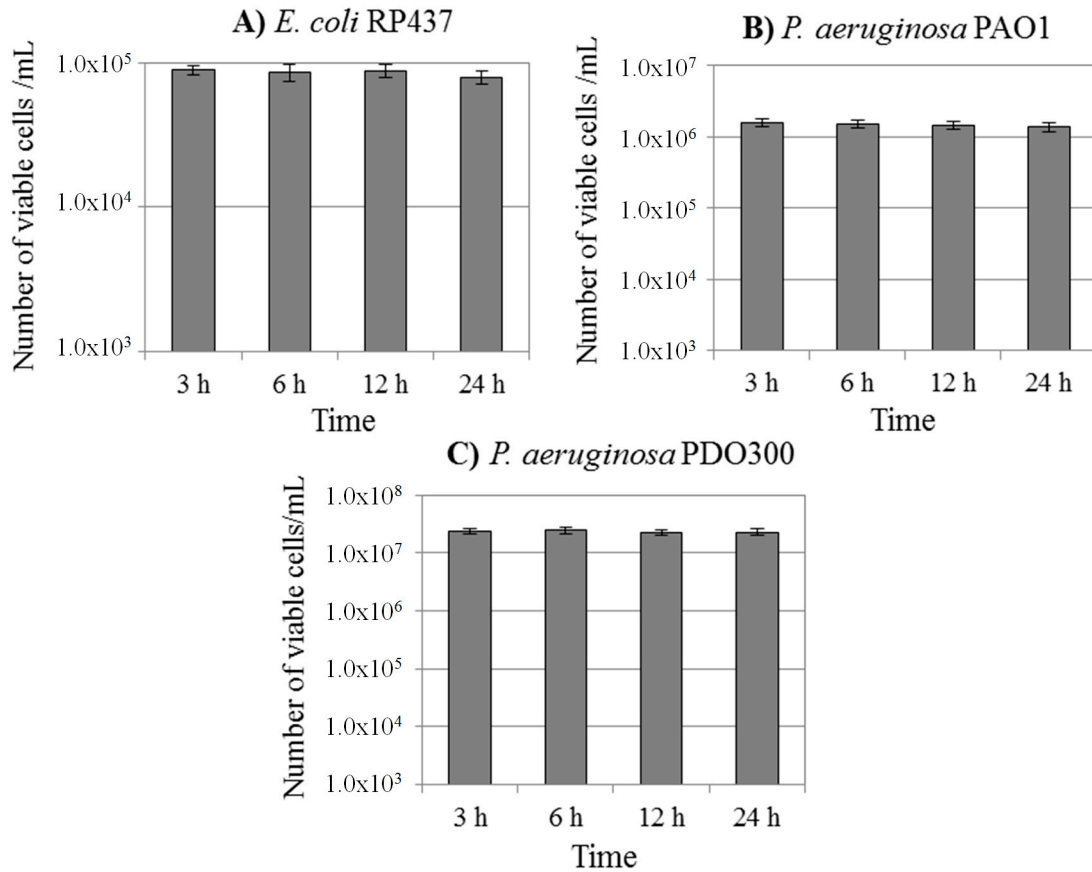 A) E. coli RP437
Number of viable cells /mL
1.0x10⁵
1.0x10⁴
1.0x10³
3 h 6 h 12 h 24 h
Time
B) P. aeruginosa PAO1
Number of viable cells /mL
1.0x10⁷
1.0x10⁶
1.0x10⁵
1.0x10⁴
1.0x10³
3 h 6 h 12 h 24 h
Time
C) P. aeruginosa PDO300
Number of viable cells/mL
1.0x10⁸
1.0x10⁷
1.0x10⁶
1.0x10⁵
1.0x10⁴
1.0x10³
3 h 6 h 12 h 24 h
Time